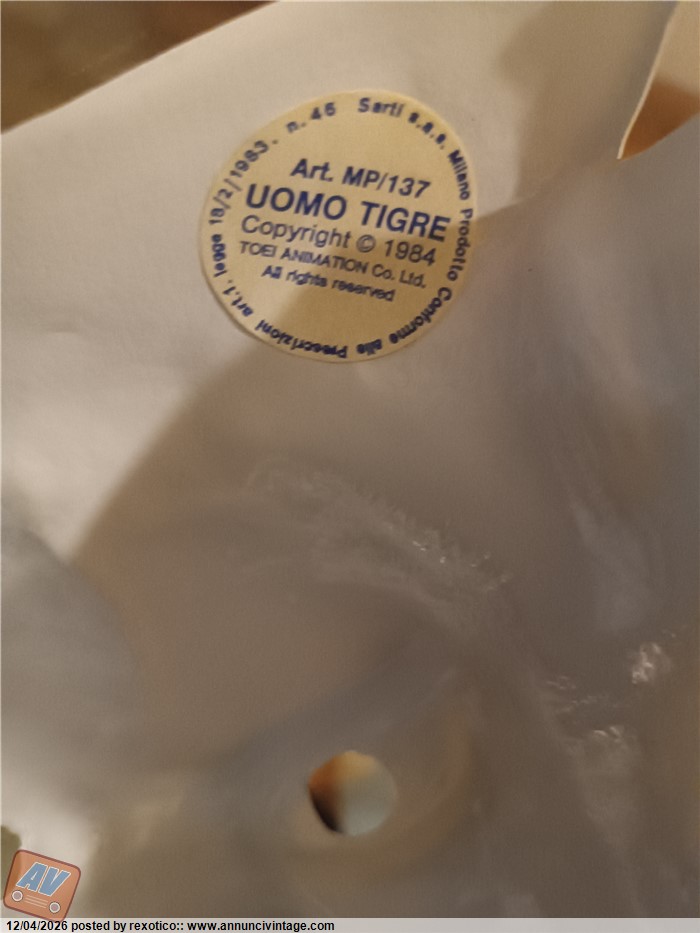 Sarti s.a.s. Milano Prodotto Conforme alle Prescrizioni art.1. legge 18/2/1983. n. 46
Art. MP/137
UOMO TIGRE
Copyright © 1984
TOEI ANIMATION Co. Ltd.
All rights reserved
AV
12/04/2026 posted by rexotico:: www.annuncivintage.com